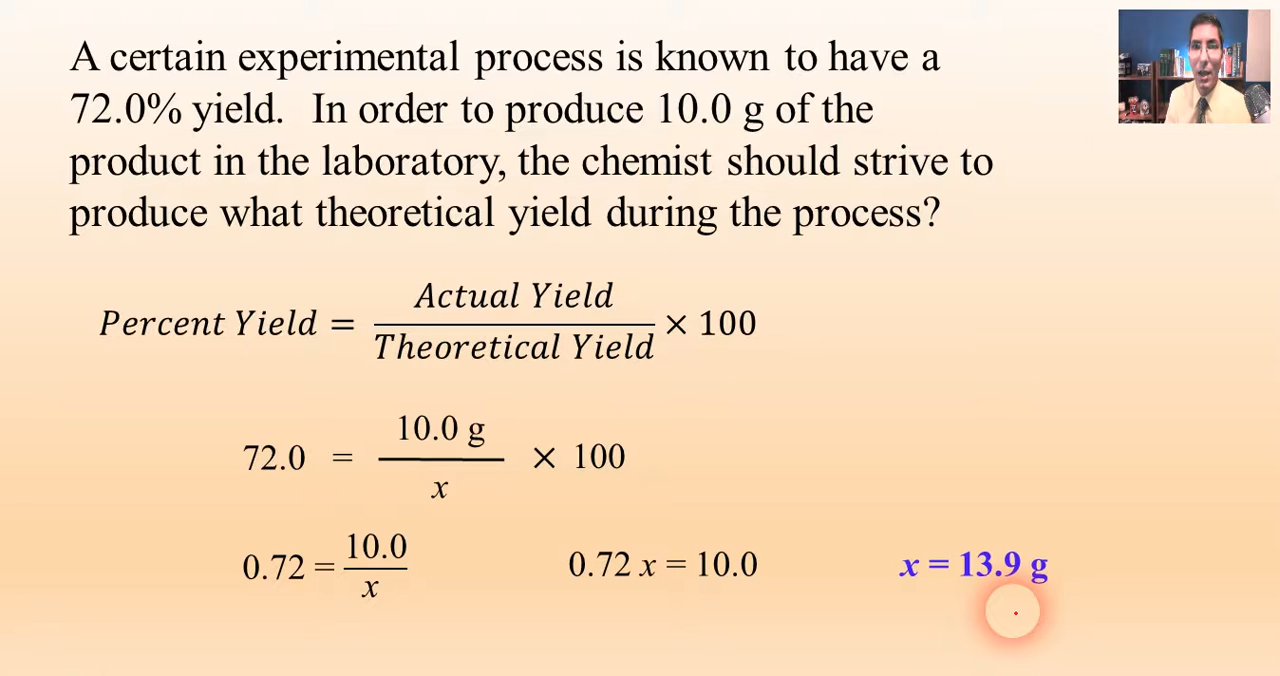 A certain experimental process is known to have a
72.0% yield.  In order to produce 10.0 g of the
product in the laboratory, the chemist should strive to
produce what theoretical yield during the process?
Percent Yield = Actual Yield / Theoretical Yield × 100
72.0 = 10.0 g / x × 100
0.72 = 10.0 / x    0.72 x = 10.0    x = 13.9 g